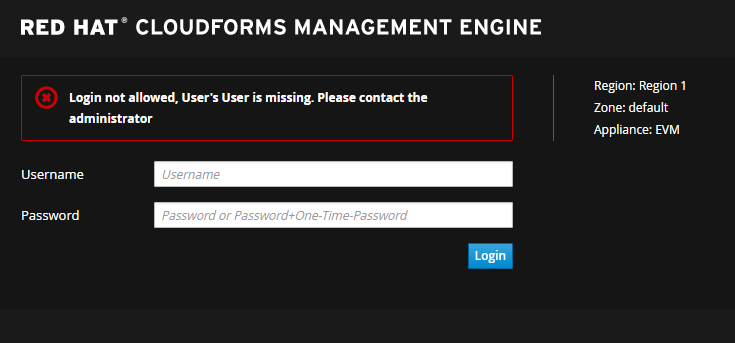 RED HAT® CLOUDFORMS MANAGEMENT ENGINE
Login not allowed, User's User is missing. Please contact the
administrator
Region: Region 1
Zone: default
Appliance: EVM
Username
Username
Password
Password or Password+One-Time-Password
Login